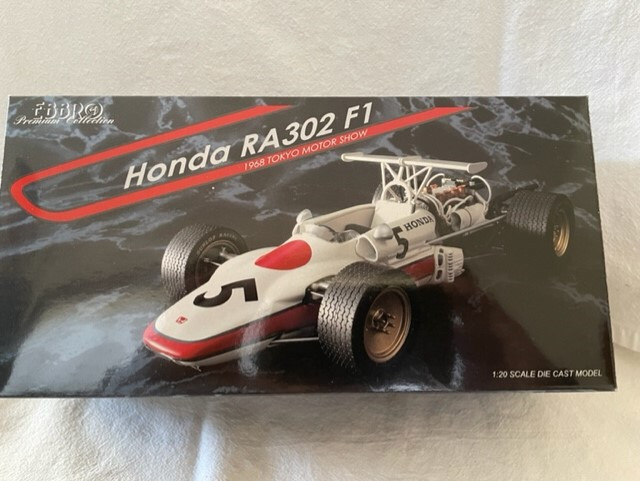 EBBRO
Premium Collection
Honda RA302 F1
1968 TOKYO MOTOR SHOW
5 HONDA
5
1:20 SCALE DIE CAST MODEL